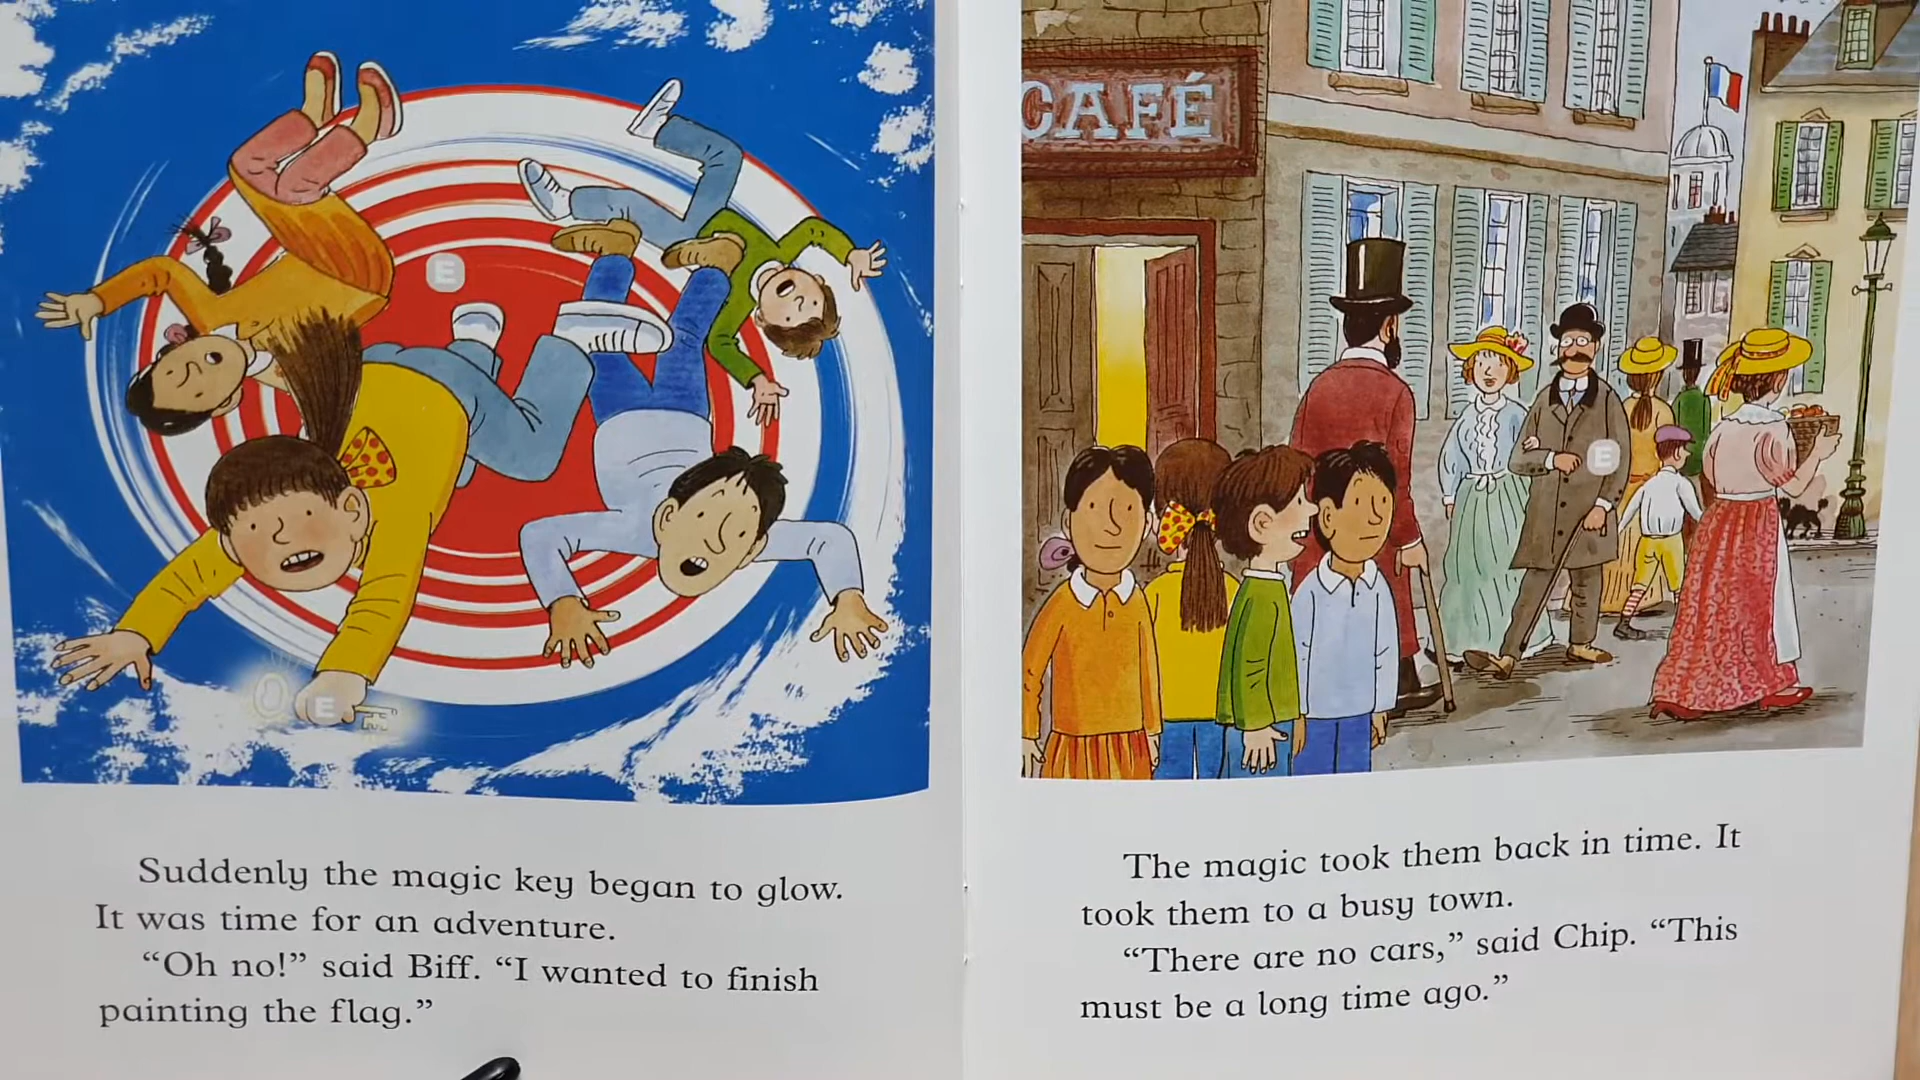 Suddenly the magic key began to glow.
It was time for an adventure.
“Oh no!” said Biff. “I wanted to finish
painting the flag.”
CAFÉ
The magic took them back in time. It
took them to a busy town.
“There are no cars,” said Chip. “This
must be a long time ago.”
E
E
E